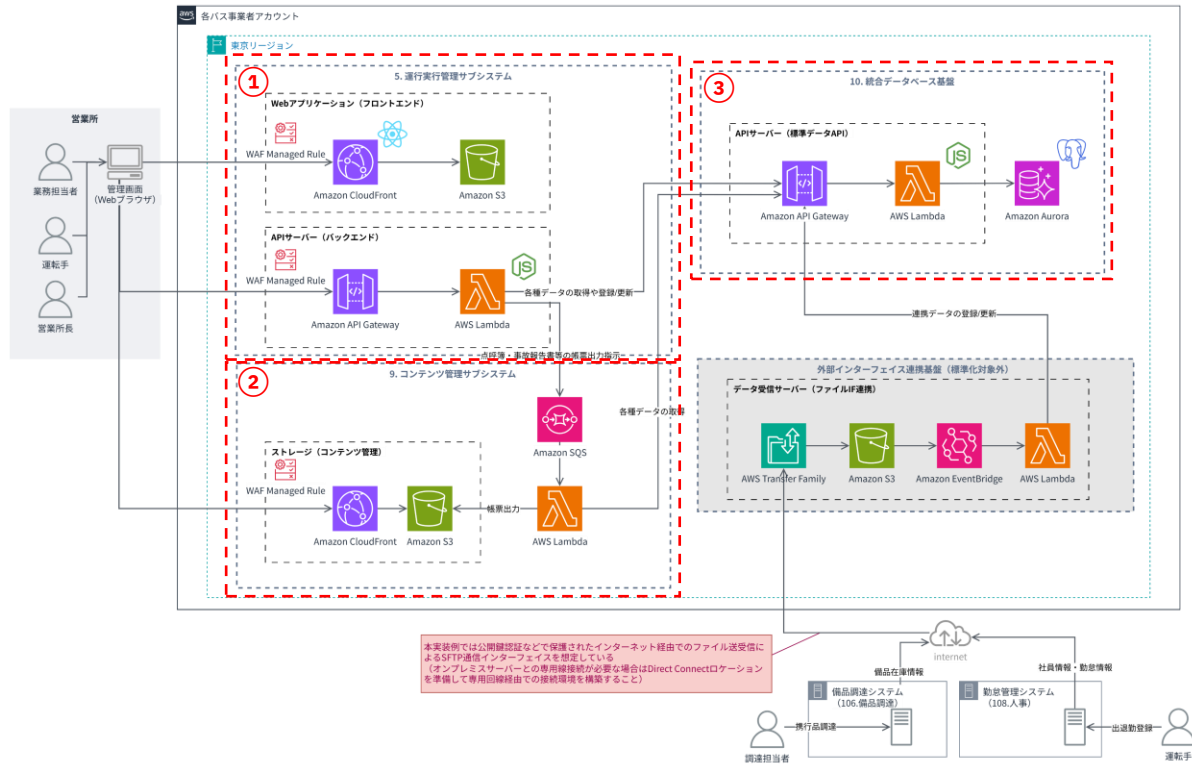 aws
各バス事業者アカウント
東京リージョン
①
5. 運行実行管理サブシステム
Webアプリケーション（フロントエンド）
WAF Managed Rule
Amazon CloudFront
Amazon S3
APIサーバー（バックエンド）
WAF Managed Rule
JS
Amazon API Gateway
AWS Lambda
各種データの取得や登録/更新
点呼簿・事故報告書等の帳票出力指示
営業所
業務担当者
管理画面
（Webブラウザ）
運転手
営業所長
②
9. コンテンツ管理サブシステム
Amazon SQS
各種データの取得
ストレージ（コンテンツ管理）
WAF Managed Rule
Amazon CloudFront
Amazon S3
帳票出力
AWS Lambda
③
10. 統合データベース基盤
APIサーバー（標準データAPI）
JS
Amazon API Gateway
AWS Lambda
Amazon Aurora
連携データの登録/更新
外部インターフェイス連携基盤（標準化対象外）
データ受信サーバー（ファイルIF連携）
AWS Transfer Family
Amazon S3
Amazon EventBridge
AWS Lambda
本実装例では公開鍵認証などで保護されたインターネット経由でのファイル送受信に
よるSFTP通信インターフェイスを想定している
（オンプレミスサーバーとの専用線接続が必要な場合はDirect Connectロケーション
を準備して専用回線経由での接続環境を構築すること）
internet
備品在庫情報
社員情報・勤怠情報
備品調達システム
（106.備品調達）
勤怠管理システム
（108.人事）
携行品調達
調達担当者
出退勤登録
運転手